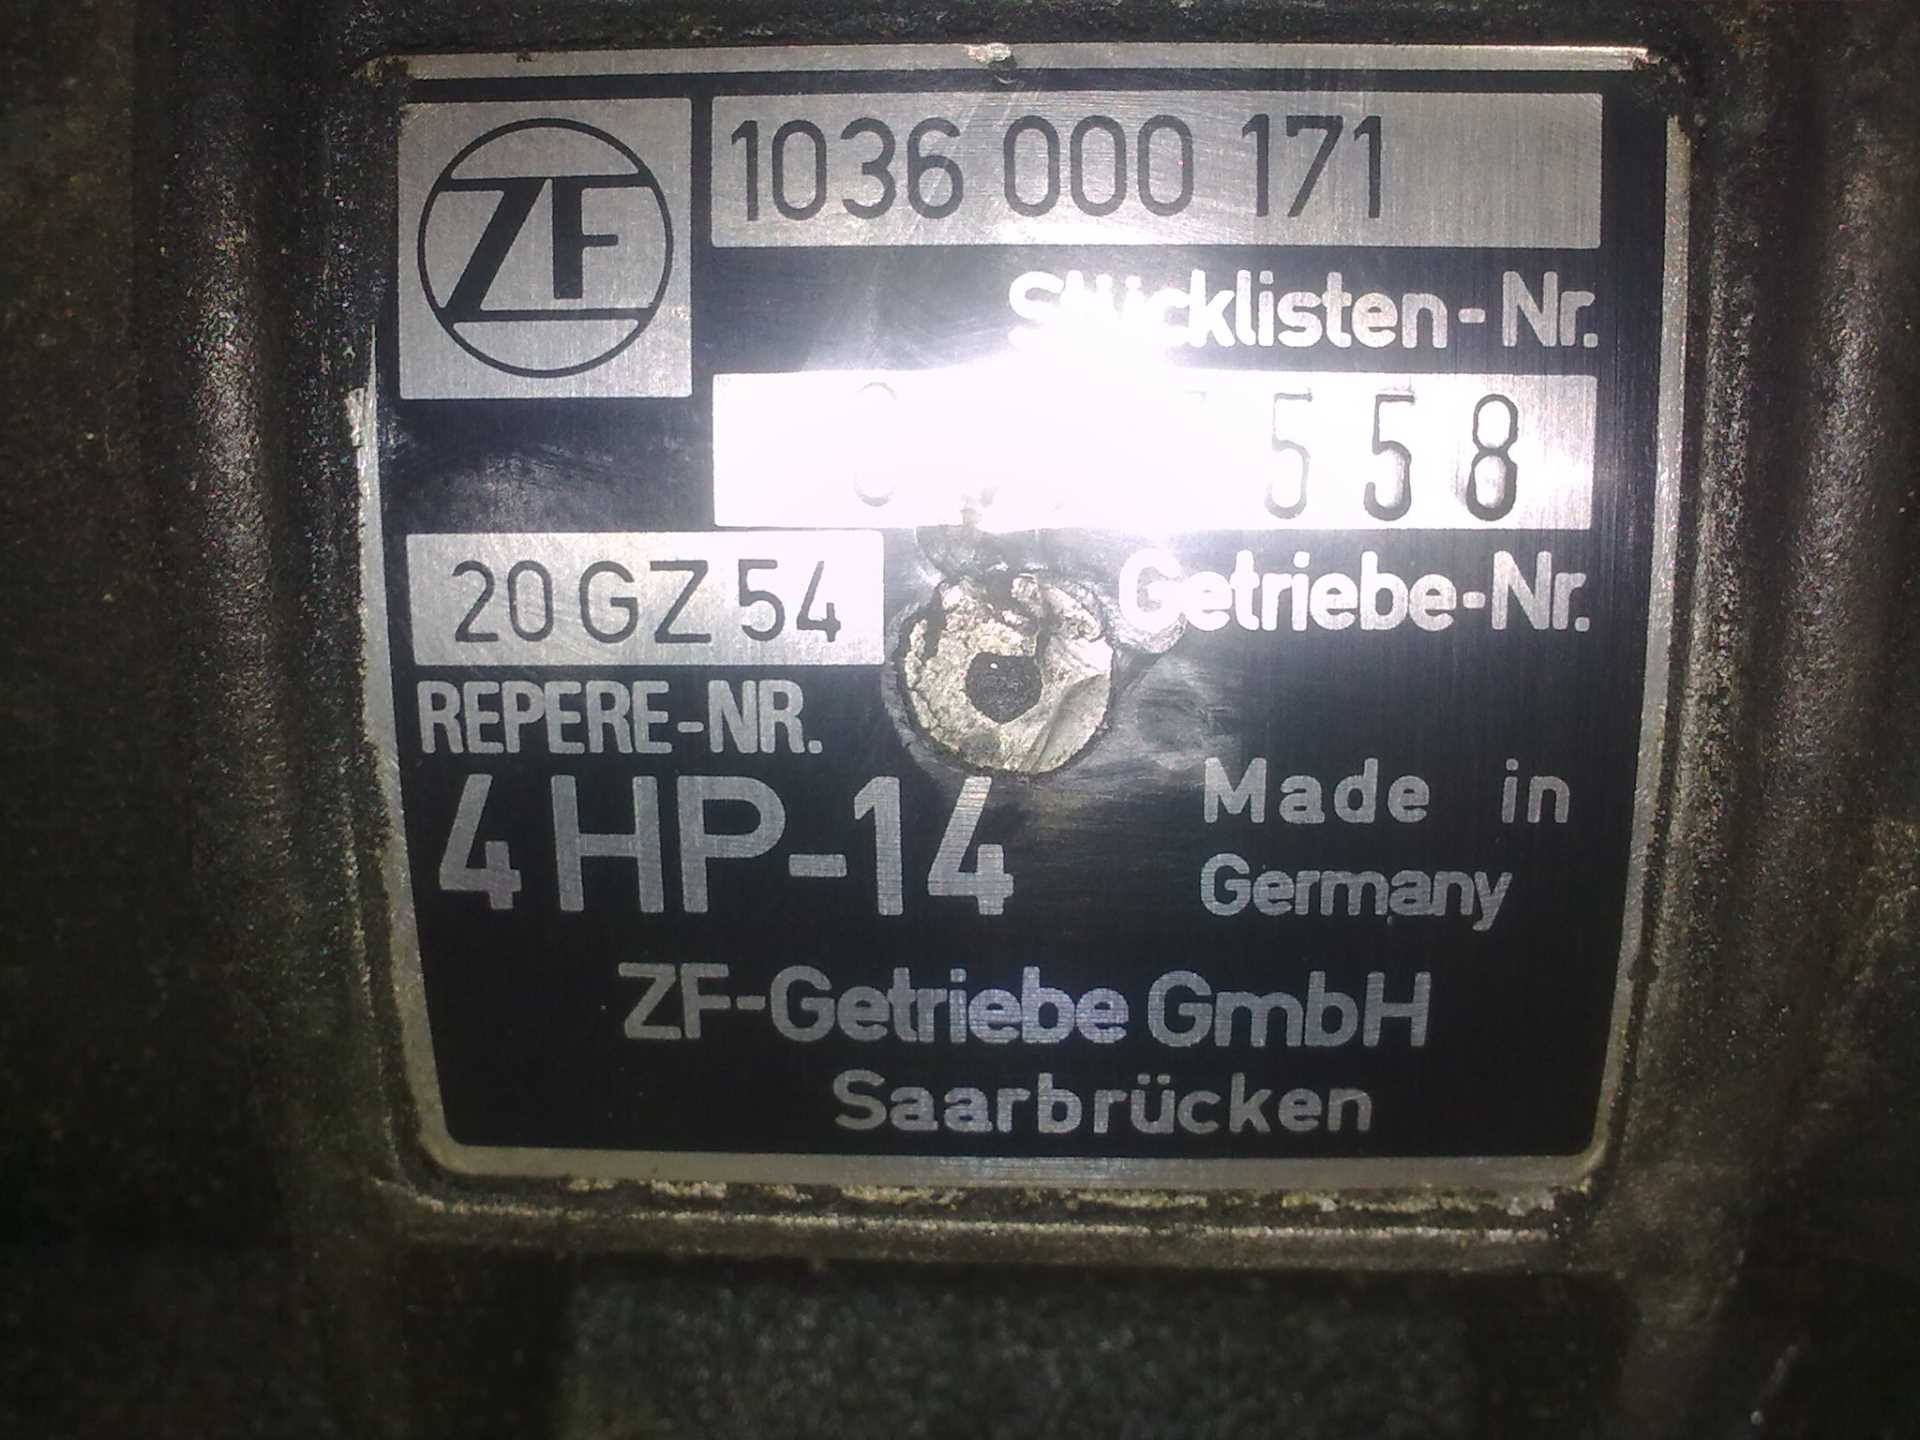 ZF
1036 000 171
Stücklisten-Nr.
558
Getriebe-Nr.
20 GZ 54
REPERE-NR.
4 HP-14
Made in
Germany
ZF-Getriebe GmbH
Saarbrücken